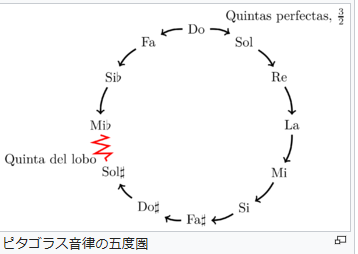 Quintas perfectas, 3/2
Do
Fa
Sol
Si♭
Re
Mi♭
La
Quinta del lobo
Sol♯
Mi
Do♯
Si
Fa♯
ピタゴラス音律の五度圏